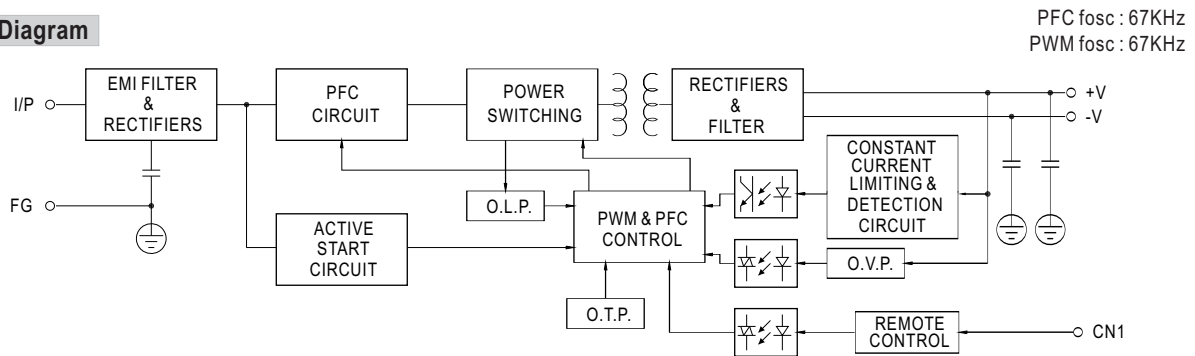 Diagram
PFC fosc : 67KHz
PWM fosc : 67KHz
I/P
EMI FILTER
&
RECTIFIERS
PFC
CIRCUIT
POWER
SWITCHING
RECTIFIERS
&
FILTER
+V
-V
FG
ACTIVE
START
CIRCUIT
O.L.P.
PWM & PFC
CONTROL
O.T.P.
CONSTANT
CURRENT
LIMITING &
DETECTION
CIRCUIT
O.V.P.
REMOTE
CONTROL
CN1